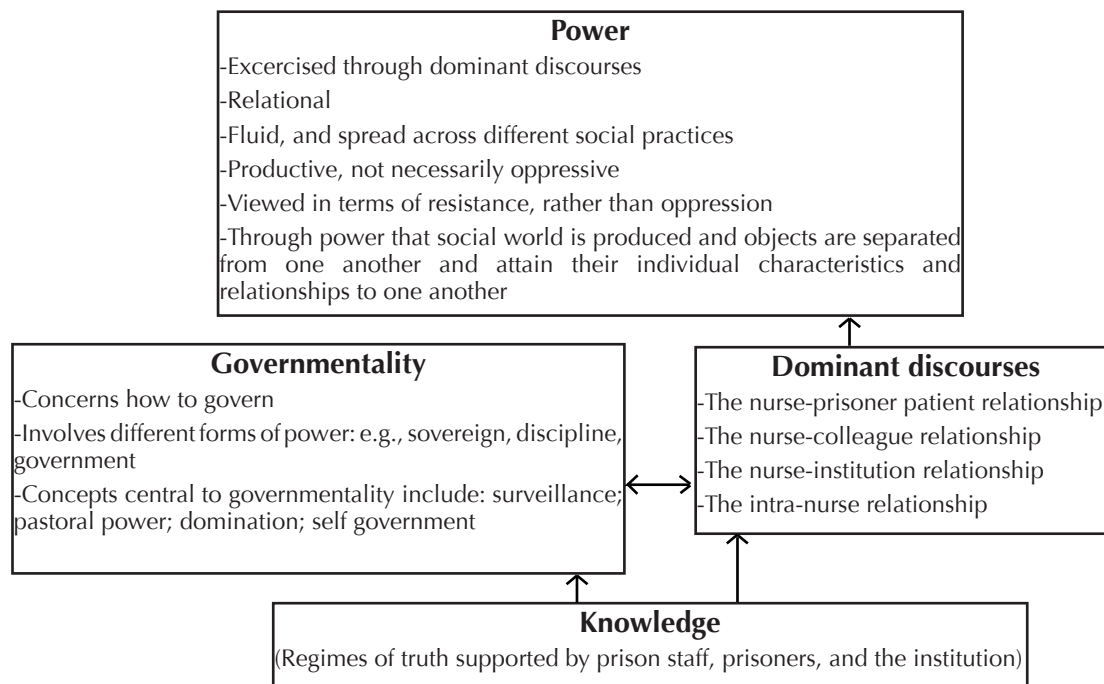 Power
-Excercised through dominant discourses
-Relational
-Fluid, and spread across different social practices
-Productive, not necessarily oppressive
-Viewed in terms of resistance, rather than oppression
-Through power that social world is produced and objects are separated
from one another and attain their individual characteristics and
relationships to one another
Governmentality
-Concerns how to govern
-Involves different forms of power: e.g., sovereign, discipline,
government
-Concepts central to governmentality include: surveillance;
pastoral power; domination; self government
Dominant discourses
-The nurse-prisoner patient relationship
-The nurse-colleague relationship
-The nurse-institution relationship
-The intra-nurse relationship
Knowledge
(Regimes of truth supported by prison staff, prisoners, and the institution)